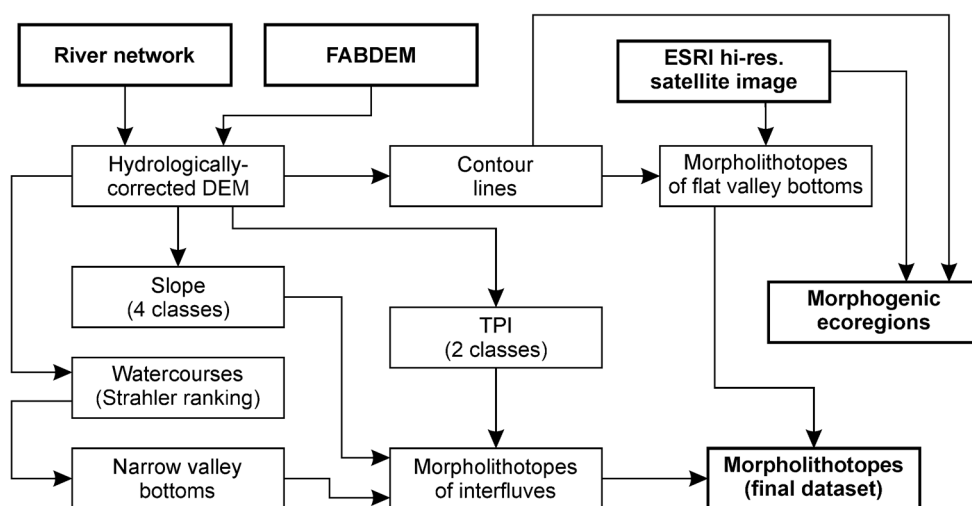 River network
FABDEM
ESRI hi-res.
satellite image
Hydrologically-
corrected DEM
Contour
lines
Morpholithotopes
of flat valley bottoms
Slope
(4 classes)
TPI
(2 classes)
Morphogenic
ecoregions
Watercourses
(Strahler ranking)
Narrow valley
bottoms
Morpholithotopes
of interfluves
Morpholithotopes
(final dataset)